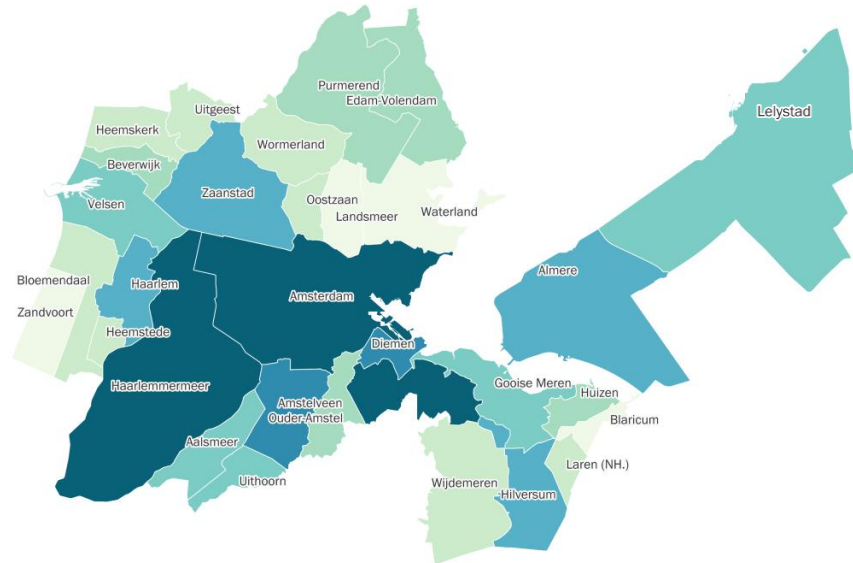 Purmerend
Edam-Volendam
Uitgeest
Lelystad
Heemskerk
Wormerland
Beverwijk
Zaanstad
Velsen
Oostzaan
Landsmeer
Waterland
Bloemendaal
Haarlem
Almere
Zandvoort
Amsterdam
Heemstede
Diemen
Haarlemmermeer
Gooise Meren
Huizen
Amstelveen
Ouder-Amstel
Blaricum
Aalsmeer
Laren (NH.)
Uithoorn
Wijdemeren
Hilversum